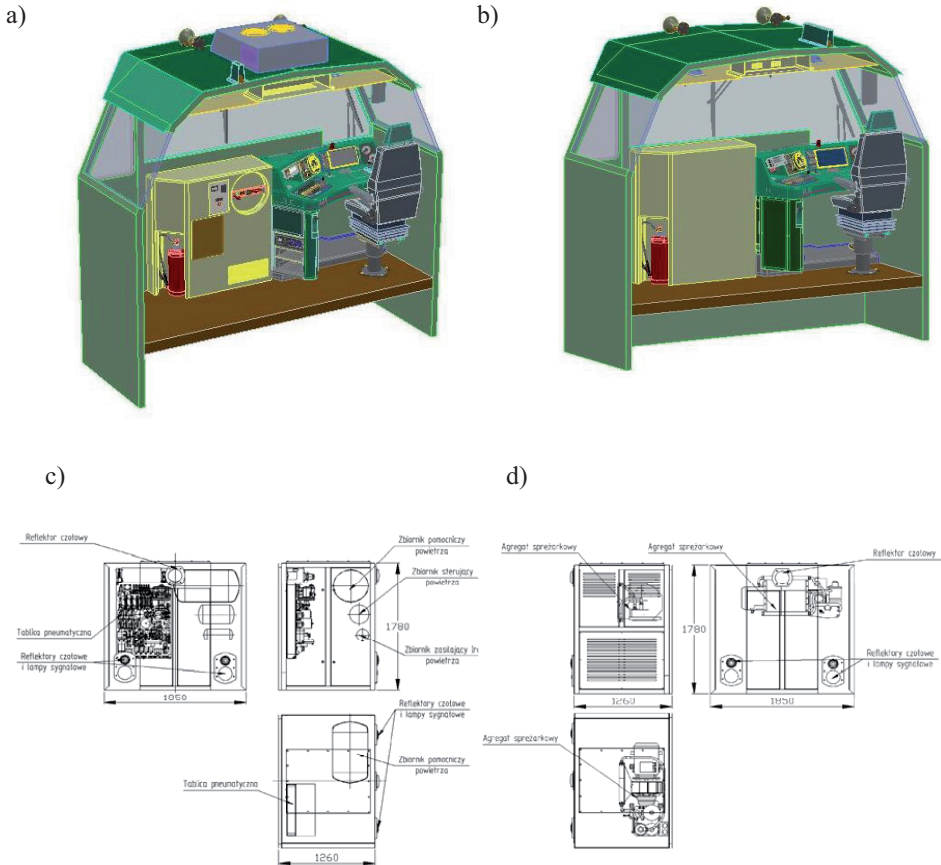 a)
b)
c)
d)
Reflektor czołowy
Tablica pneumatyczna
Reflektory czołowe
i lampy sygnałowe
1850
Zbiornik pomocniczy
powietrza
Zbiornik sterujący
powietrza
1780
Zbiornik zasilający
powietrza
Reflektory czołowe
i lampy sygnałowe
Zbiornik pomocniczy
powietrza
Tablica pneumatyczna
1260
Agregat sprężarkowy
Agregat sprężarkowy
Reflektor czołowy
1780
Reflektory czołowe
i lampy sygnałowe
1260
1850
Agregat sprężarkowy